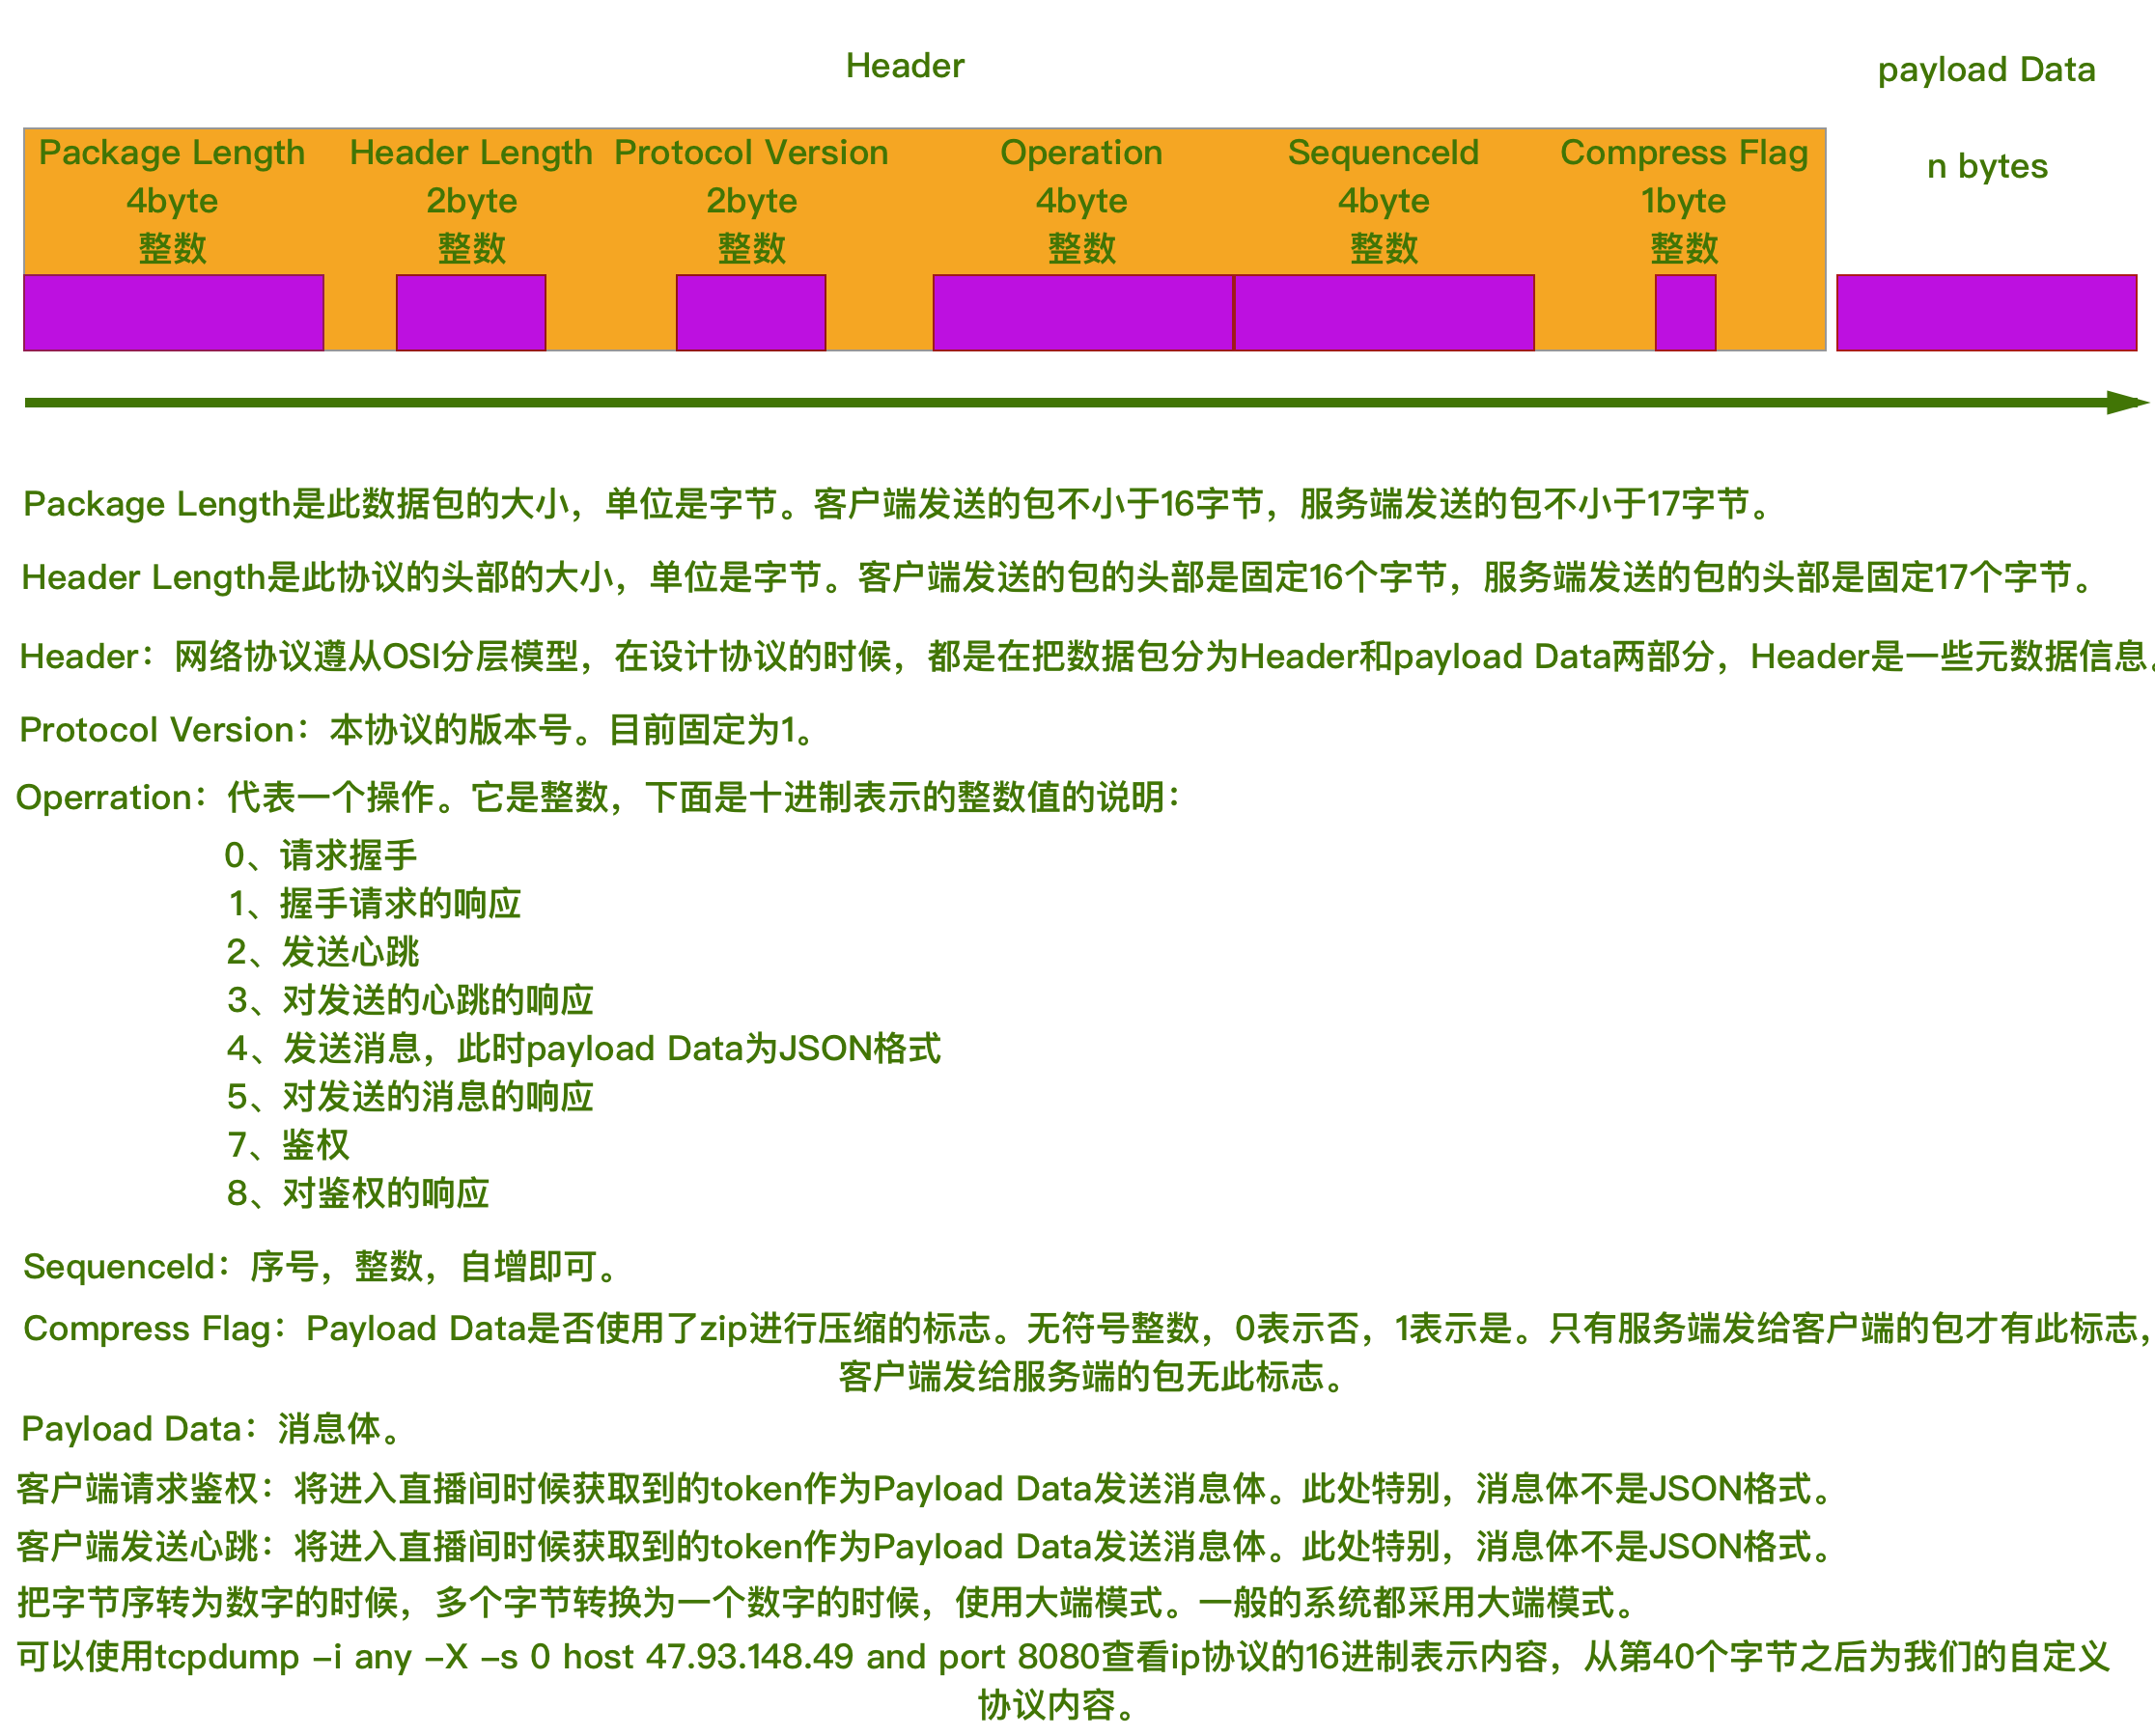 Header
payload Data
Package Length
Header Length
Protocol Version
Operation
SequenceId
Compress Flag
n bytes
4byte
2byte
2byte
4byte
4byte
1byte
整数
整数
整数
整数
整数
整数
Package Length是此数据包的大小，单位是字节。客户端发送的包不小于16字节，服务端发送的包不小于17字节。
Header Length是此协议的头部的大小，单位是字节。客户端发送的包的头部是固定16个字节，服务端发送的包的头部是固定17个字节。
Header：网络协议遵从OSI分层模型，在设计协议的时候，都是在把数据包分为Header和payload Data两部分，Header是一些元数据信息。
Protocol Version：本协议的版本号。目前固定为1。
Operration：代表一个操作。它是整数，下面是十进制表示的整数值的说明：
0、请求握手
1、握手请求的响应
2、发送心跳
3、对发送的心跳的响应
4、发送消息，此时payload Data为JSON格式
5、对发送的消息的响应
7、鉴权
8、对鉴权的响应
SequenceId：序号，整数，自增即可。
Compress Flag：Payload Data是否使用了zip进行压缩的标志。无符号整数，0表示否，1表示是。只有服务端发给客户端的包才有此标志，
客户端发给服务端的包无此标志。
Payload Data：消息体。
客户端请求鉴权：将进入直播间时候获取到的token作为Payload Data发送消息体。此处特别，消息体不是JSON格式。
客户端发送心跳：将进入直播间时候获取到的token作为Payload Data发送消息体。此处特别，消息体不是JSON格式。
把字节序转为数字的时候，多个字节转换为一个数字的时候，使用大端模式。一般的系统都采用大端模式。
可以使用tcpdump –i any –X –s 0 host 47.93.148.49 and port 8080查看ip协议的16进制表示内容，从第40个字节之后为我们的自定义
协议内容。